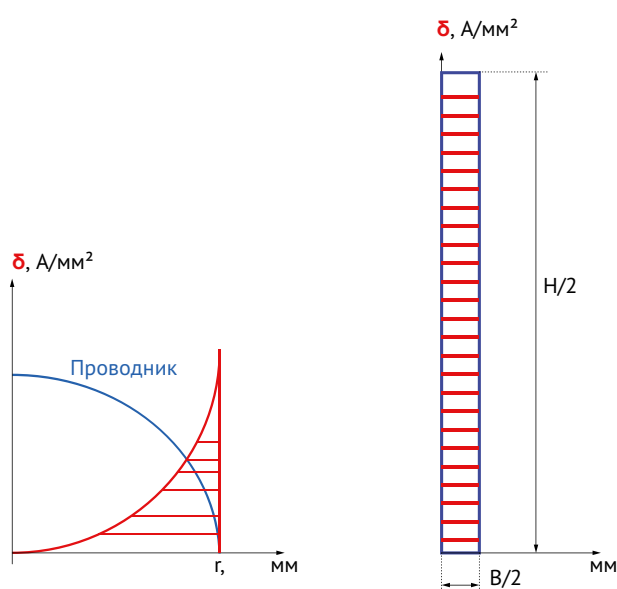 δ, А/мм²
Проводник
r, мм
δ, А/мм²
H/2
мм
B/2